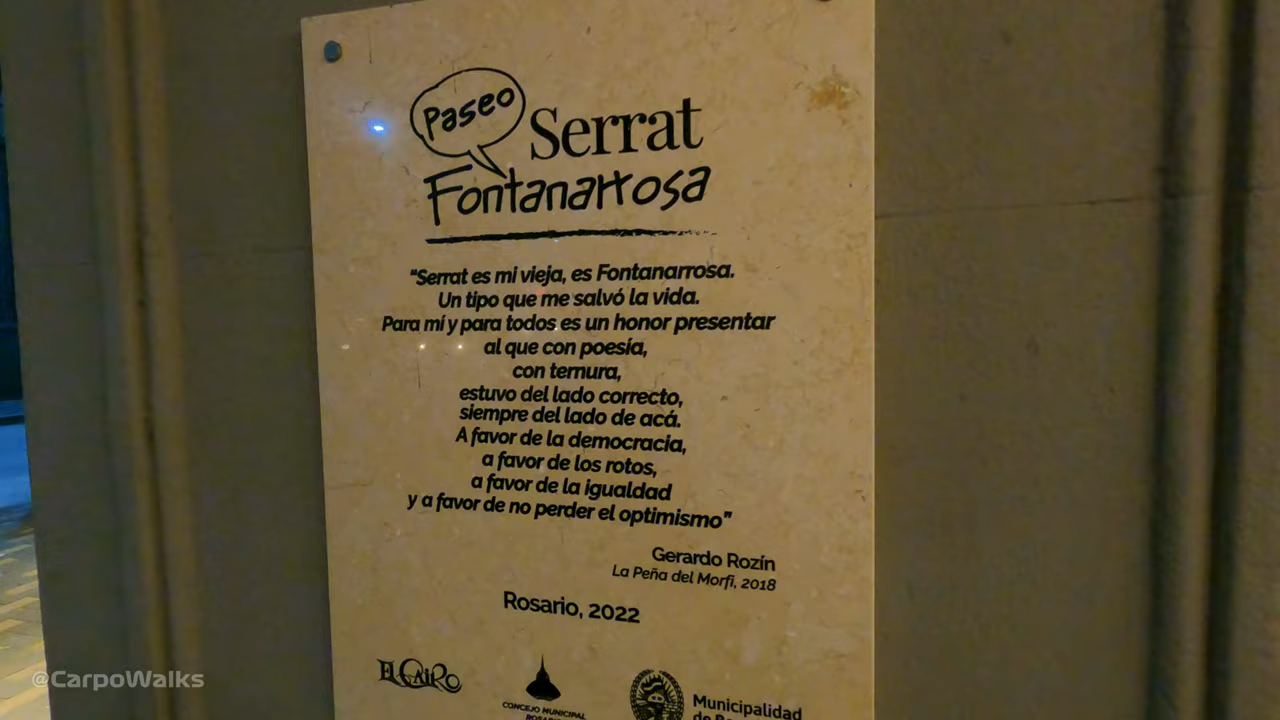 Paseo
Serrat
Fontanarrosa
“Serrat es mi vieja, es Fontanarrosa.
Un tipo que me salvó la vida.
Para mí y para todos es un honor presentar
al que con poesía,
con ternura,
estuvo del lado correcto,
siempre del lado de acá.
A favor de la democracia,
a favor de los rotos,
a favor de la igualdad
y a favor de no perder el optimismo”
Gerardo Rozín
La Peña del Morfi, 2018
Rosario, 2022
EL CAIRO
CONCEJO MUNICIPAL
Municipalidad
@CarpoWalks